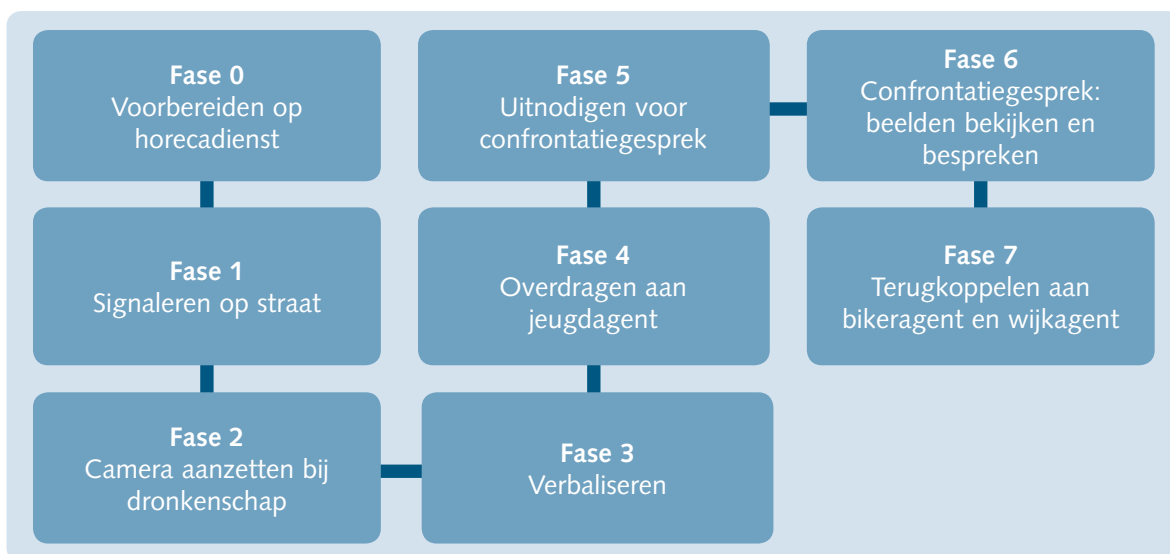 Fase 0
Voorbereiden op
horecadienst
Fase 1
Signaleren op straat
Fase 2
Camera aanzetten bij
dronkenschap
Fase 3
Verbaliseren
Fase 4
Overdragen aan
jeugdagent
Fase 5
Uitnodigen voor
confrontatiegesprek
Fase 6
Confrontatiegesprek:
beelden bekijken en
bespreken
Fase 7
Terugkoppelen aan
bikeragent en wijkagent